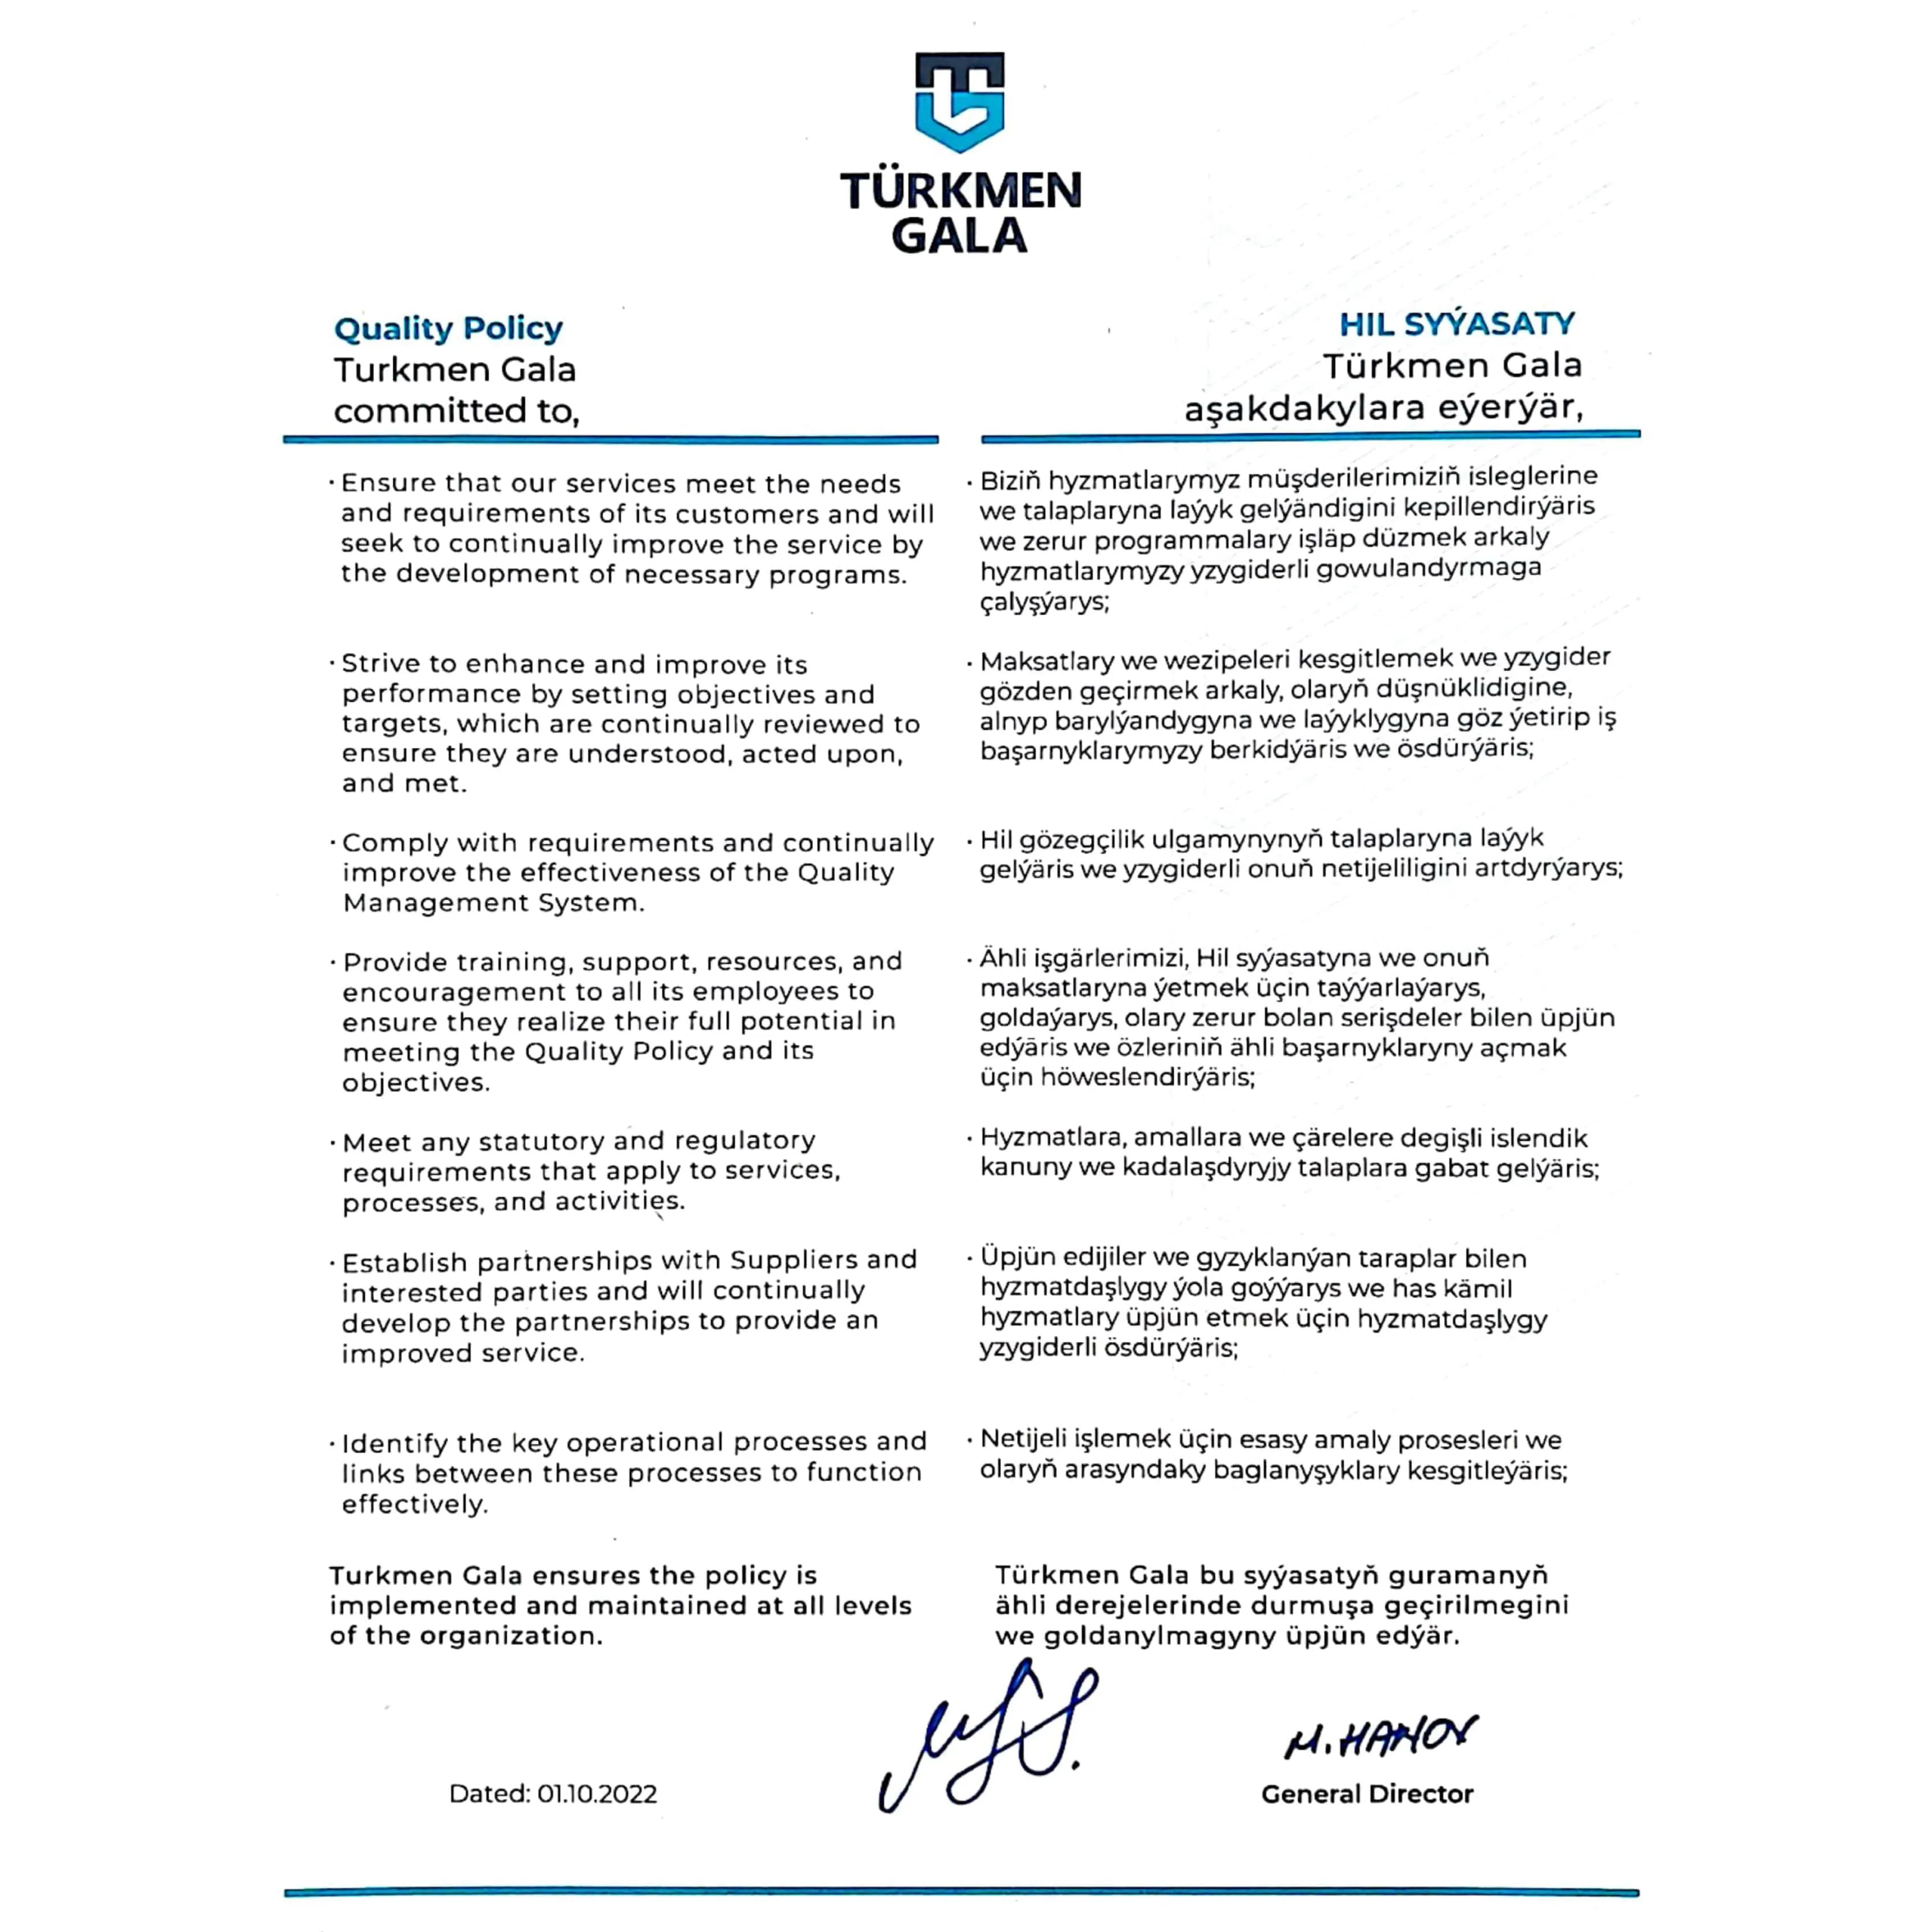 TÜRKMEN
GALA
Quality Policy
Turkmen Gala
committed to,
· Ensure that our services meet the needs
and requirements of its customers and will
seek to continually improve the service by
the development of necessary programs.
· Strive to enhance and improve its
performance by setting objectives and
targets, which are continually reviewed to
ensure they are understood, acted upon,
and met.
· Comply with requirements and continually
improve the effectiveness of the Quality
Management System.
· Provide training, support, resources, and
encouragement to all its employees to
ensure they realize their full potential in
meeting the Quality Policy and its
objectives.
· Meet any statutory and regulatory
requirements that apply to services,
processes, and activities.
· Establish partnerships with Suppliers and
interested parties and will continually
develop the partnerships to provide an
improved service.
· Identify the key operational processes and
links between these processes to function
effectively.
Turkmen Gala ensures the policy is
implemented and maintained at all levels
of the organization.
Dated: 01.10.2022
HIL SYÝASATY
Türkmen Gala
aşakdakylara eýerýär,
· Biziň hyzmatlarymyz müşderilerimiziň isleglerine
we talaplaryna laýyk gelýändigini kepillendirýäris
we zerur programmalary işläp düzmek arkaly
hyzmatlarymyzy yzygiderli gowulandyrmaga
çalyşýarys;
· Maksatlary we wezipeleri kesgitlemek we yzygider
gözden geçirmek arkaly, olaryň düşnüklidigine,
alnyp barylýandygyna we laýyklygyna göz ýetirip iş
başarnyklarymyzy berkidýäris we ösdürýäris;
· Hil gözegçilik ulgamynynyň talaplaryna laýyk
gelýäris we yzygiderli onuň netijeliligini artdyrýarys;
· Ähli işgärlerimizi, Hil syýasatyna we onuň
maksatlaryna ýetmek üçin taýýarlaýarys,
goldaýarys, olary zerur bolan serişdeler bilen üpjün
edýäris we özleriniň ähli başarnyklaryny açmak
üçin höweslendirýäris;
· Hyzmatlara, amallara we çärelere degişli islendik
kanuny we kadalaşdyryjy talaplara gabat gelýäris;
· Üpjün edijiler we gyzyklanýan taraplar bilen
hyzmatdaşlygy ýola goýýarys we has kämil
hyzmatlary üpjün etmek üçin hyzmatdaşlygy
yzygiderli ösdürýäris;
· Netijeli işlemek üçin esasy amaly prosesleri we
olaryň arasyndaky baglanyşyklary kesgitleýäris;
Türkmen Gala bu syýasatyň guramanyň
ähli derejelerinde durmuşa geçirilmegini
we goldanylmagyny üpjün edýär.
M. HANOV
General Director